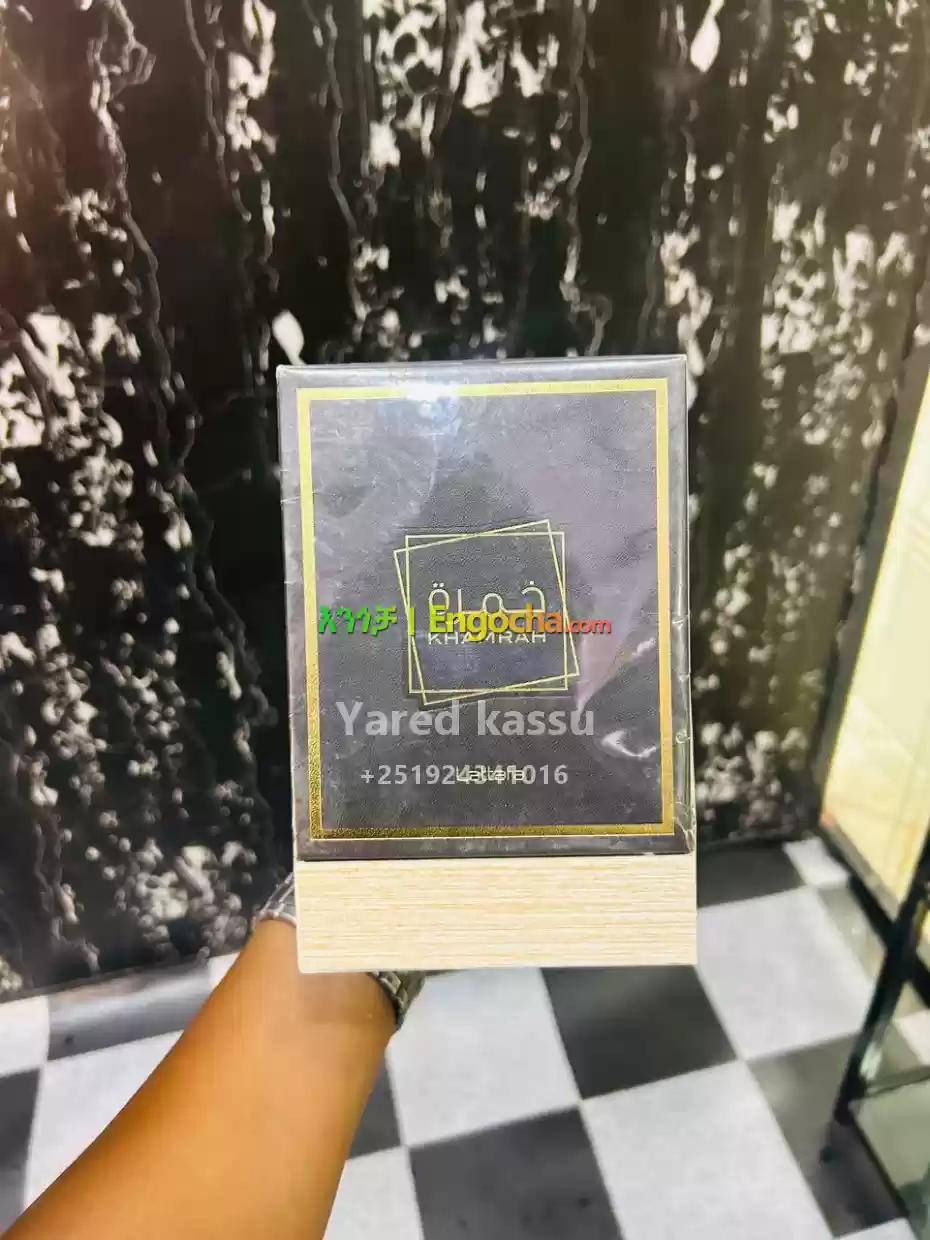 خمرة
እንጎቻ | Engocha.com
KHAMRAH
Yared kassu
+251924341016
Lattafa